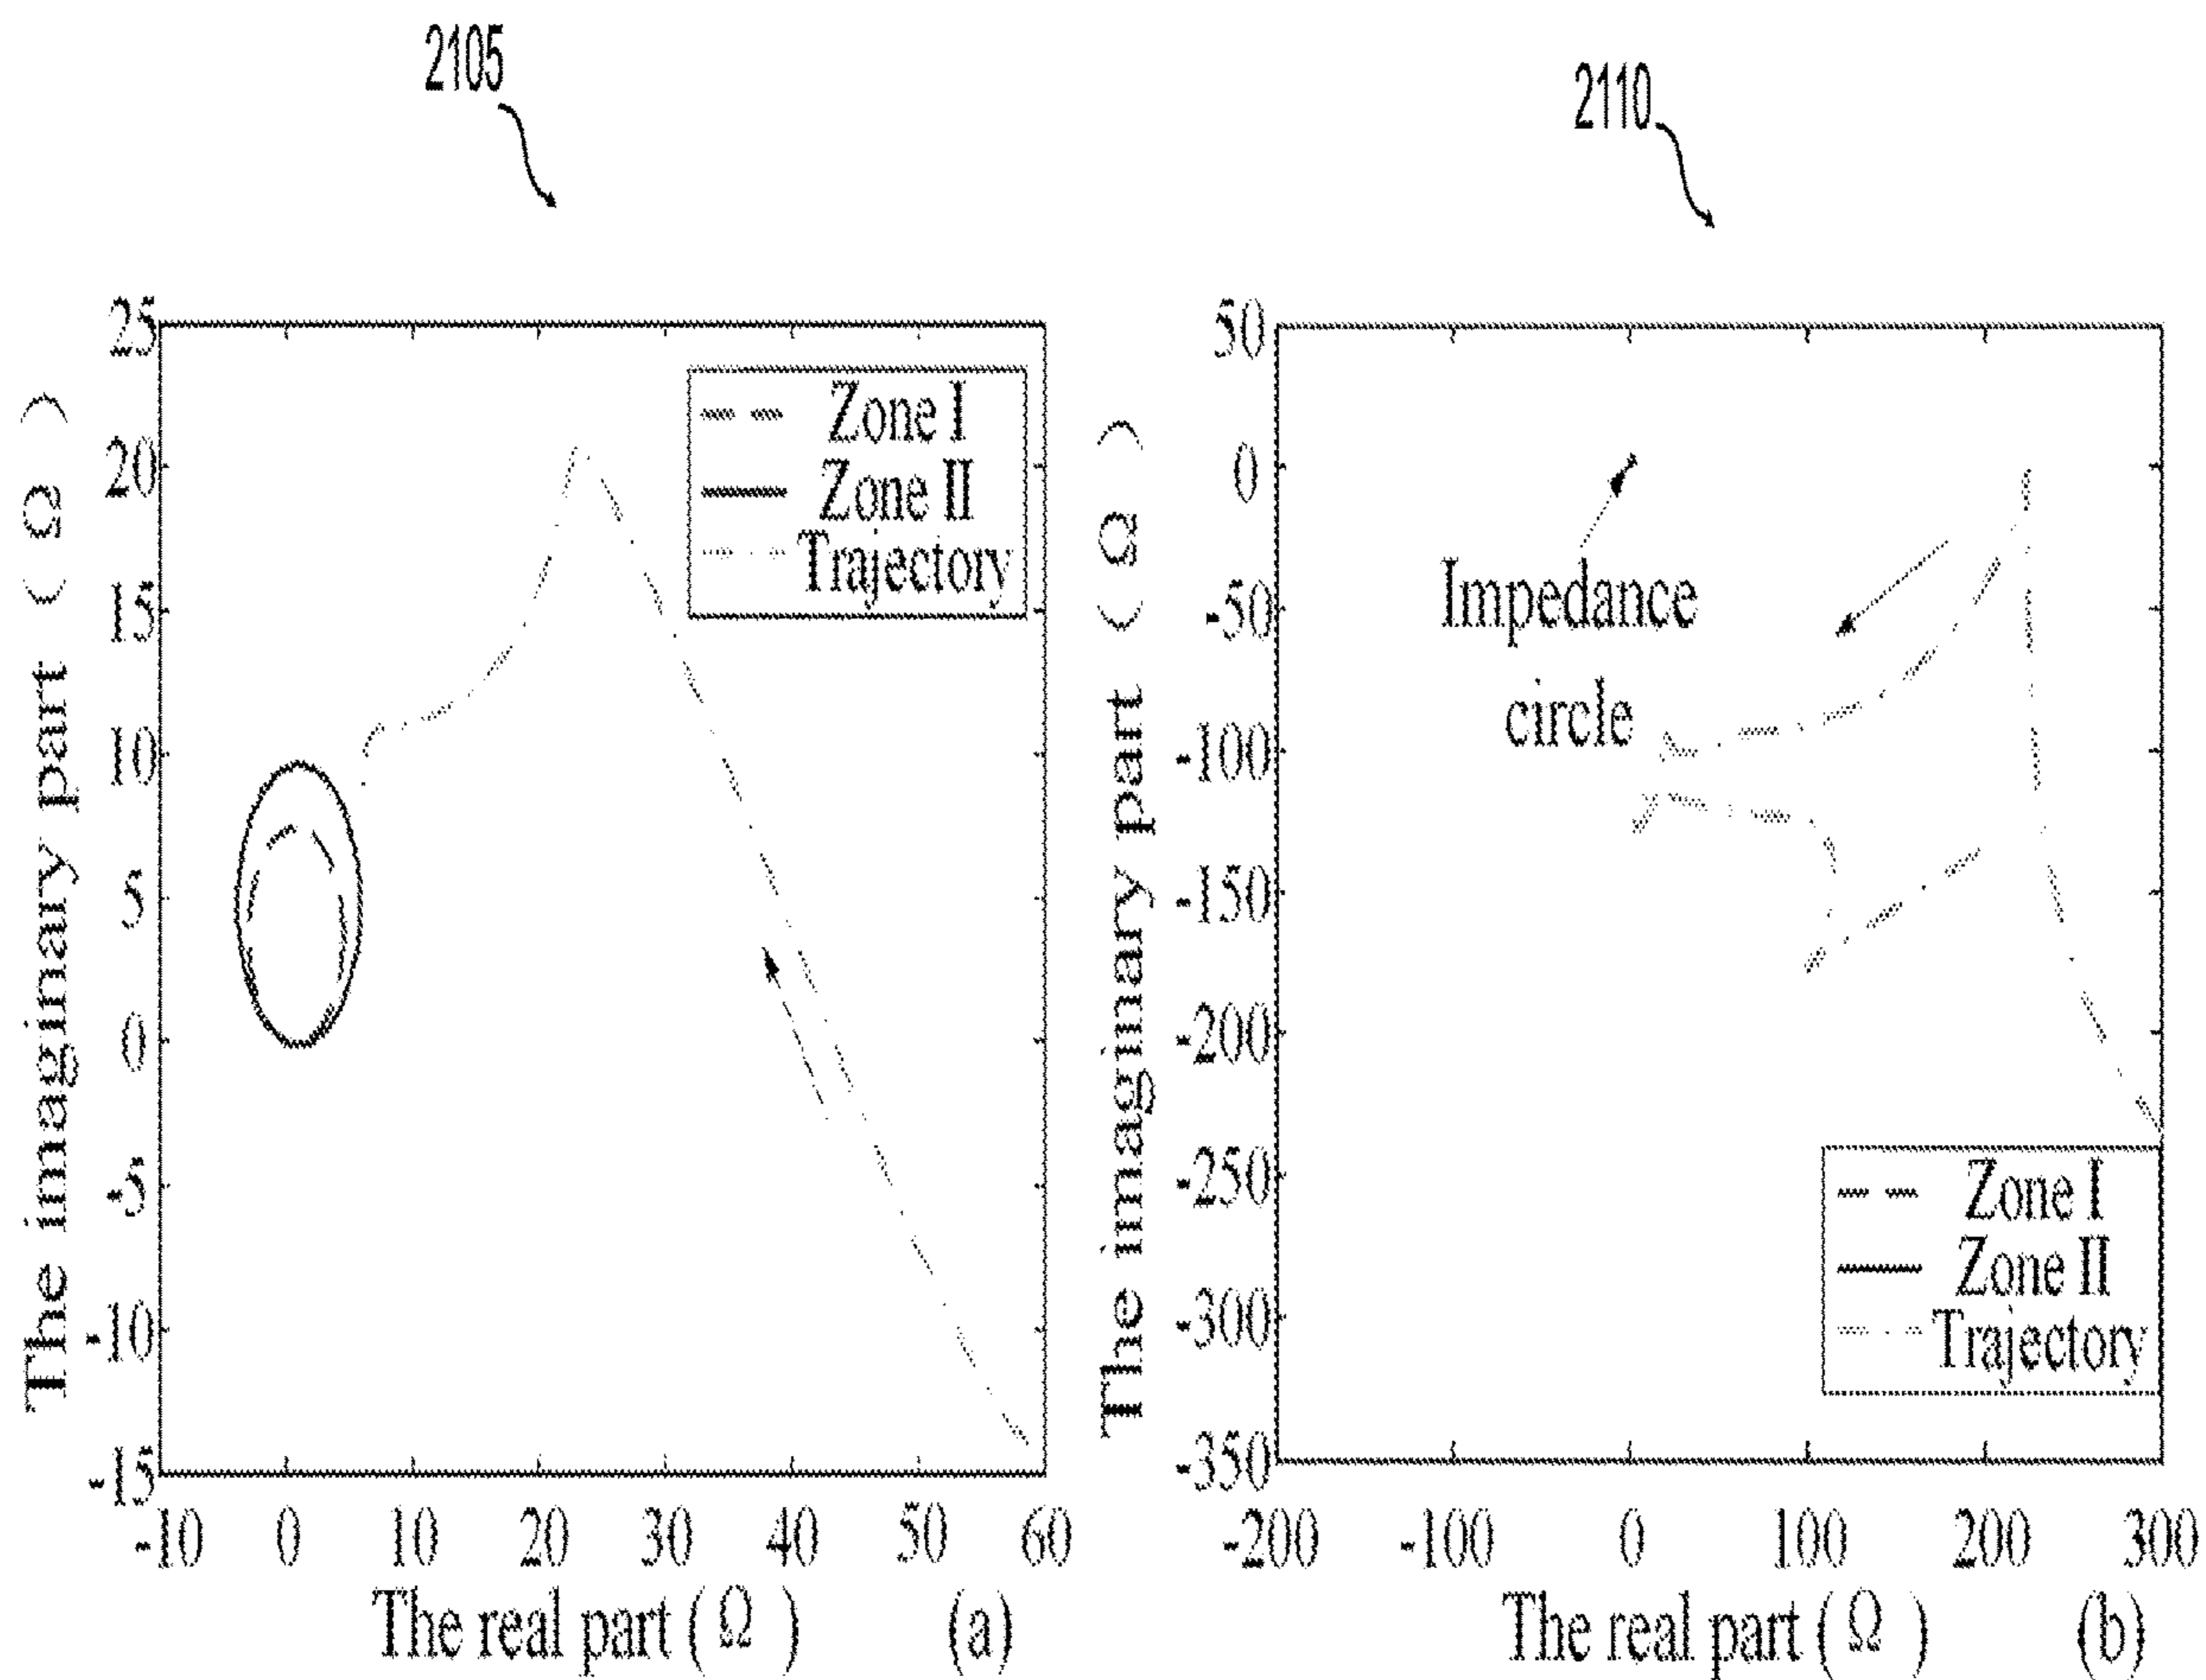 2105
2110
The imaginary part ( Ω )
25
20
15
10
5
0
-5
-10
-15
-10 0 10 20 30 40 50 60
The real part ( Ω )
(a)
Zone I
Zone II
Trajectory
The imaginary part ( Ω )
50
0
-50
-100
-150
-200
-250
-300
-350
-200 -100 0 100 200 300
The real part ( Ω )
(b)
Impedance
circle
Zone I
Zone II
Trajectory